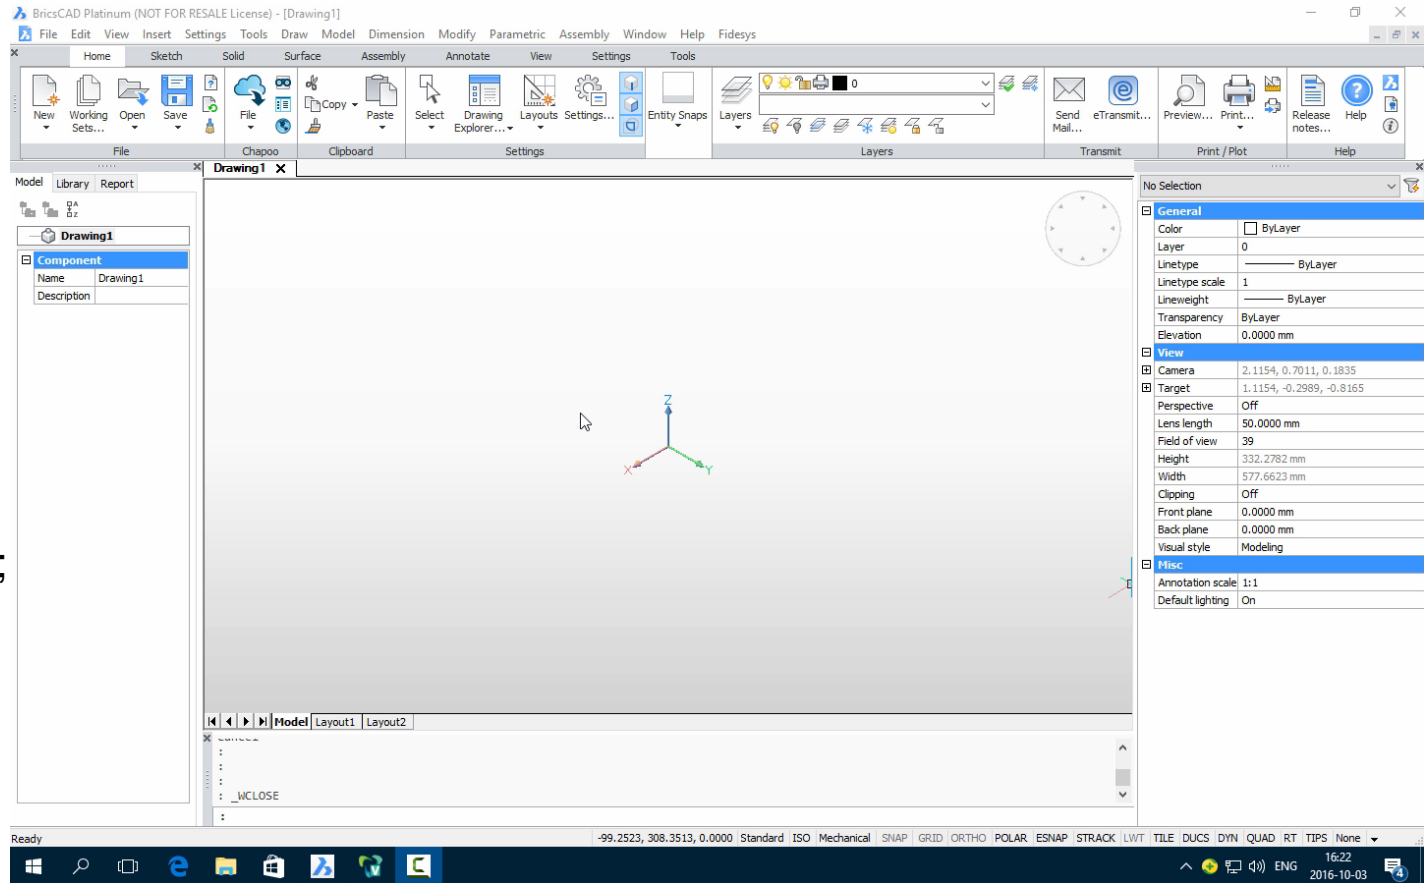 BricsCAD Platinum (NOT FOR RESALE License) - [Drawing1]
File Edit View Insert Settings Tools Draw Model Dimension Modify Parametric Assembly Window Help Fidesys
Home Sketch Solid Surface Assembly Annotate View Settings Tools
0
Copy
New Working Sets... Open Save File Paste Select Drawing Explorer... Layouts Settings... Entity Snaps Layers Send Mail... eTransmit... Preview... Print... Release notes... Help
File Chapoo Clipboard Settings Layers Transmit Print / Plot Help
Drawing1
Model Library Report
Drawing1
Component
Name Drawing1
Description
Z
X
Y
No Selection
General
Color ByLayer
Layer 0
Linetype ByLayer
Linetype scale 1
Lineweight ByLayer
Transparency ByLayer
Elevation 0.0000 mm
View
Camera 2.1154, 0.7011, 0.1835
Target 1.1154, -0.2989, -0.8165
Perspective Off
Lens length 50.0000 mm
Field of view 39
Height 332.2782 mm
Width 577.6623 mm
Clipping Off
Front plane 0.0000 mm
Back plane 0.0000 mm
Visual style Modeling
Misc
Annotation scale 1:1
Default lighting On
;
Model Layout1 Layout2
:
:
:
: _WCLOSE
:
Ready
-99.2523, 308.3513, 0.0000 Standard ISO Mechanical SNAP GRID ORTHO POLAR ESNAP STRACK LWT TILE DUCS DYN QUAD RT TIPS None
ENG
16:22
2016-10-03
4